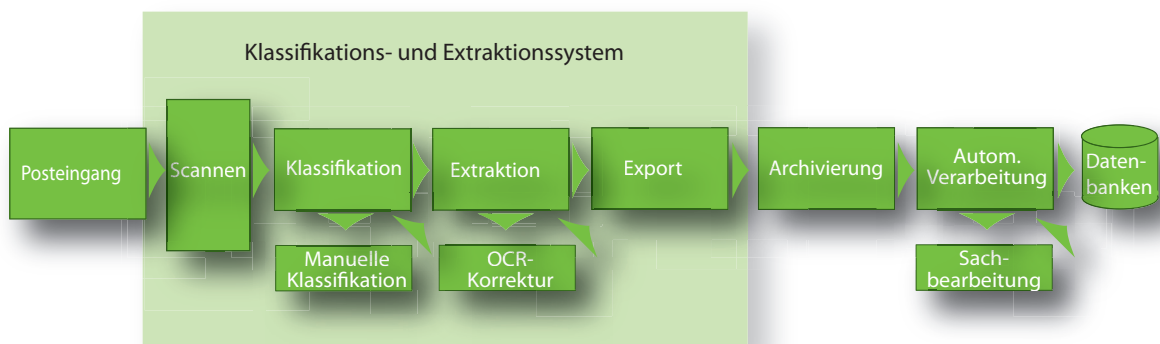 Klassifikations- und Extraktionssystem
Posteingang
Scannen
Klassifikation
Extraktion
Export
Archivierung
Autom.
Verarbeitung
Daten-
banken
Manuelle
Klassifikation
OCR-
Korrektur
Sach-
bearbeitung